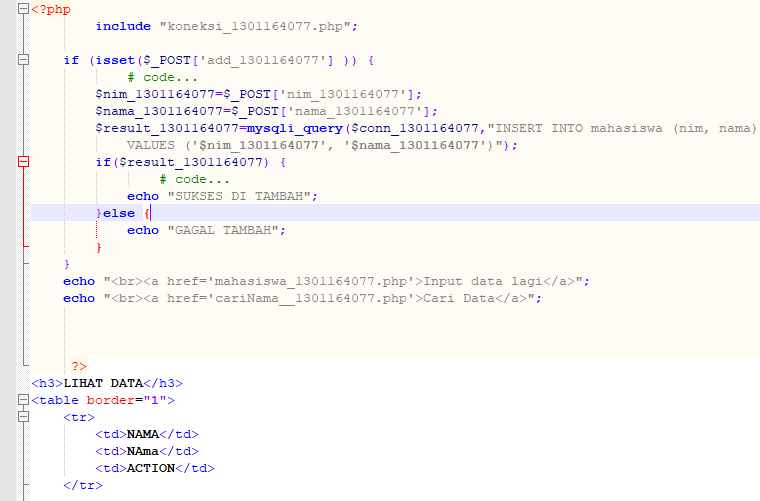 <?php
include "koneksi_1301164077.php";
if (isset($_POST['add_1301164077'] )) {
# code...
$nim_1301164077=$_POST['nim_1301164077'];
$nama_1301164077=$_POST['nama_1301164077'];
$result_1301164077=mysqli_query($conn_1301164077,"INSERT INTO mahasiswa (nim, nama)
VALUES ('$nim_1301164077', '$nama_1301164077')");
if($result_1301164077) {
# code...
echo "SUKSES DI TAMBAH";
}else {
echo "GAGAL TAMBAH";
}
}
echo "<br><a href='mahasiswa_1301164077.php'>Input data lagi</a>";
echo "<br><a href='cariNama__1301164077.php'>Cari Data</a>";
?>
<h3>LIHAT DATA</h3>
<table border="1">
<tr>
<td>NAMA</td>
<td>NAma</td>
<td>ACTION</td>
</tr>